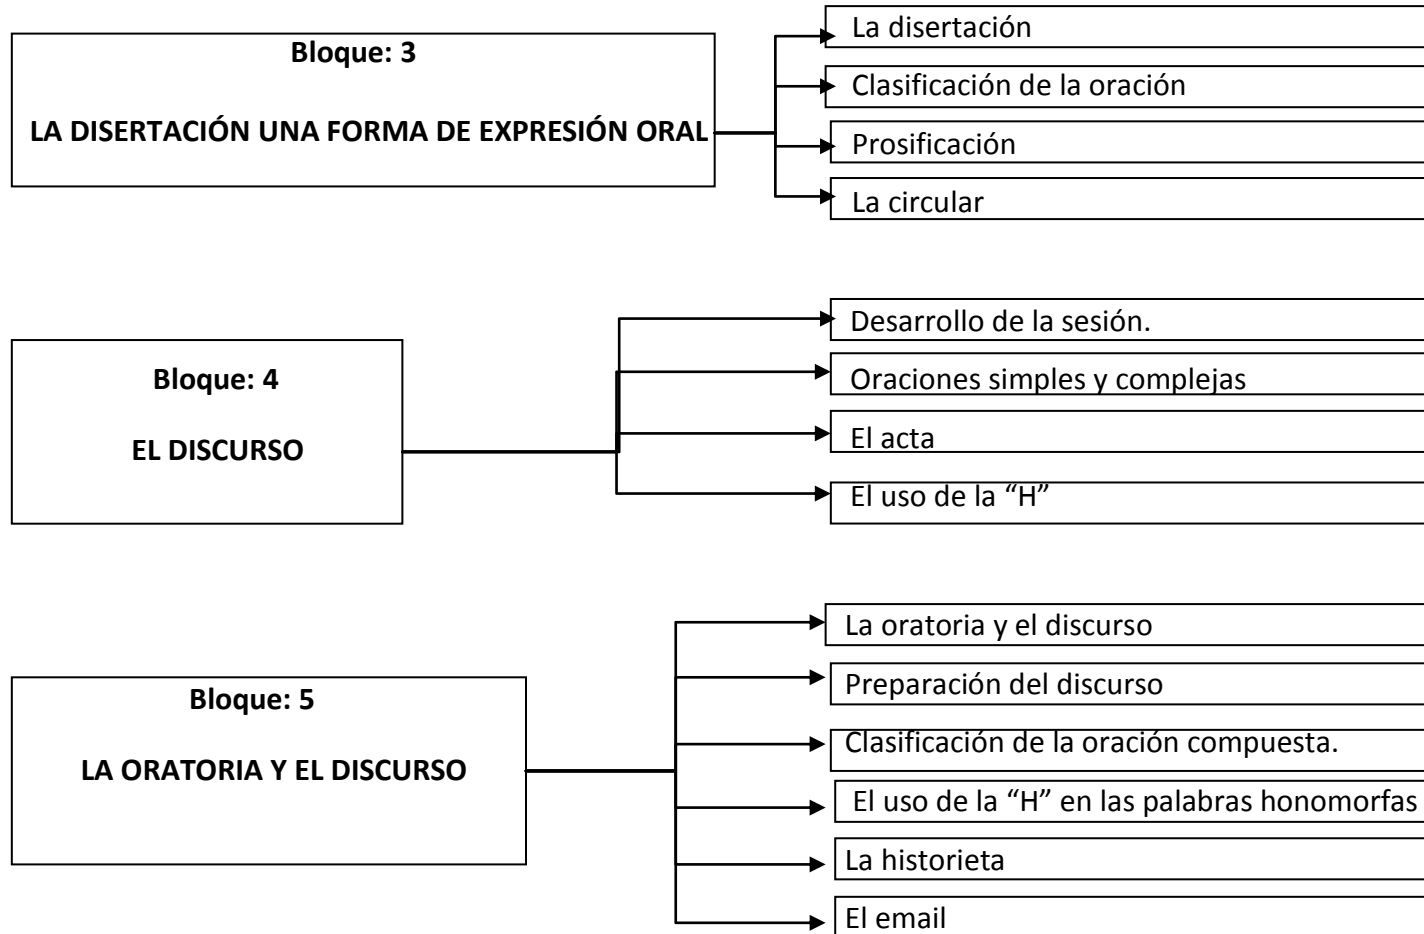 Bloque: 3
LA DISERTACIÓN UNA FORMA DE EXPRESIÓN ORAL
La disertación
Clasificación de la oración
Prosificación
La circular
Bloque: 4
EL DISCURSO
Desarrollo de la sesión.
Oraciones simples y complejas
El acta
El uso de la “H”
Bloque: 5
LA ORATORIA Y EL DISCURSO
La oratoria y el discurso
Preparación del discurso
Clasificación de la oración compuesta.
El uso de la “H” en las palabras honomorfas
La historieta
El email